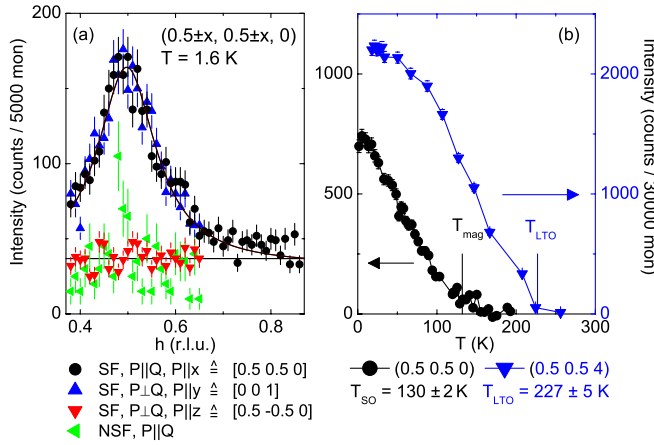 (a)
(0.5±x, 0.5±x, 0)
T = 1.6 K
Intensity (counts / 5000 mon)
200
150
100
50
0
0.4 0.6 0.8
h (r.l.u.)
SF, P||Q, P||x ≙ [0.5 0.5 0]
SF, P⊥Q, P||y ≙ [0 0 1]
SF, P⊥Q, P||z ≙ [0.5 -0.5 0]
NSF, P||Q
(b)
1000
500
0
Intensity (counts / 30000 mon)
2000
1000
0
T_mag
T_LTO
0 100 200 300
T (K)
(0.5 0.5 0) (0.5 0.5 4)
T_SO = 130 ± 2 K T_LTO = 227 ± 5 K